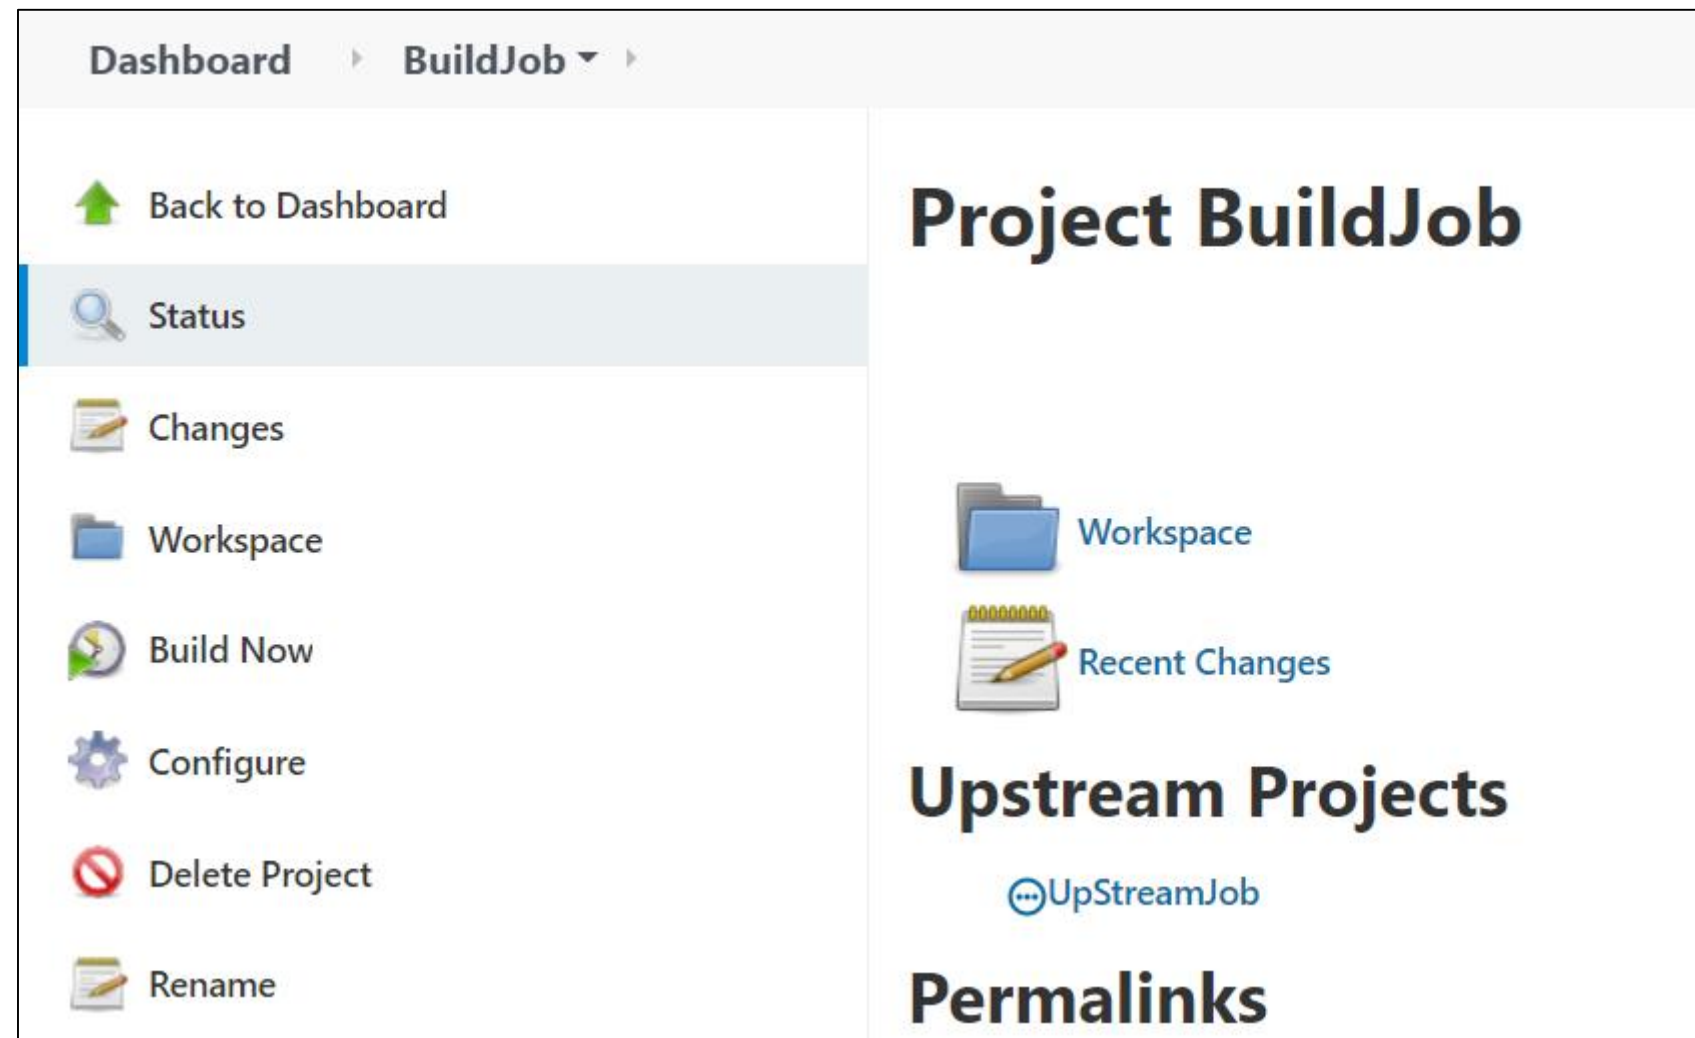 Dashboard BuildJob
Back to Dashboard
Status
Changes
Workspace
Build Now
Configure
Delete Project
Rename
Project BuildJob
Workspace
Recent Changes
Upstream Projects
UpStreamJob
Permalinks